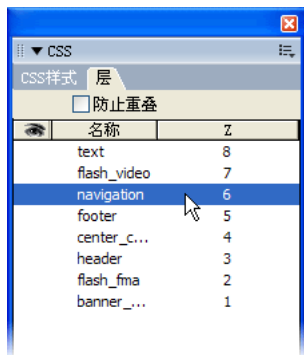 CSS
CSS样式 层
防止重叠
名称 Z
text 8
flash_video 7
navigation 6
footer 5
center_c... 4
header 3
flash_fma 2
banner_... 1